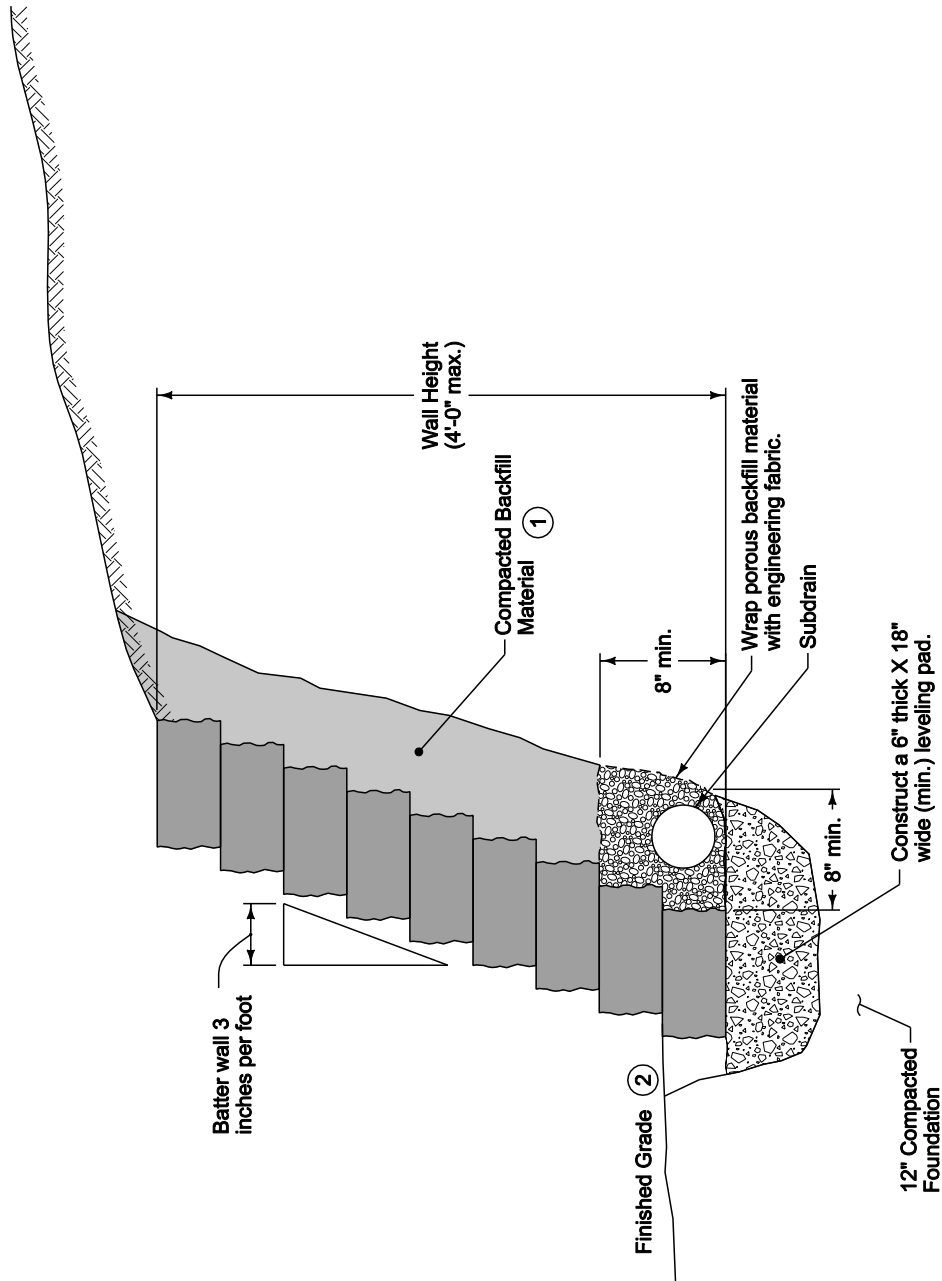 Batter wall 3
inches per foot
Wall Height
(4'-0" max.)
Compacted Backfill
Material
1
8" min.
Wrap porous backfill material
with engineering fabric.
Subdrain
Finished Grade
2
8" min.
Construct a 6" thick X 18"
wide (min.) leveling pad.
12" Compacted
Foundation